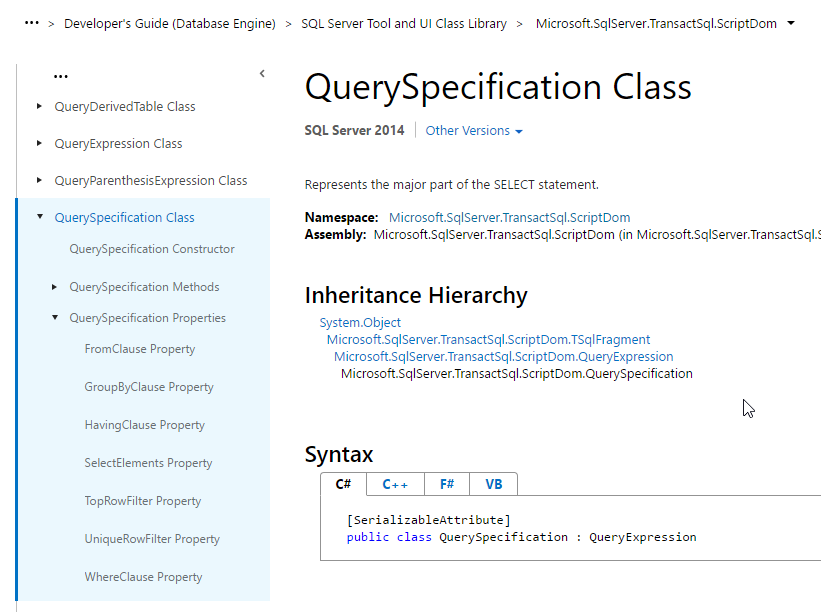 ... > Developer's Guide (Database Engine) > SQL Server Tool and UI Class Library > Microsoft.SqlServer.TransactSql.ScriptDom
...
QueryDerivedTable Class
QueryExpression Class
QueryParenthesisExpression Class
QuerySpecification Class
QuerySpecification Constructor
QuerySpecification Methods
QuerySpecification Properties
FromClause Property
GroupByClause Property
HavingClause Property
SelectElements Property
TopRowFilter Property
UniqueRowFilter Property
WhereClause Property
QuerySpecification Class
SQL Server 2014 Other Versions
Represents the major part of the SELECT statement.
Namespace: Microsoft.SqlServer.TransactSql.ScriptDom
Assembly: Microsoft.SqlServer.TransactSql.ScriptDom (in Microsoft.SqlServer.TransactSql.S
Inheritance Hierarchy
System.Object
Microsoft.SqlServer.TransactSql.ScriptDom.TSqlFragment
Microsoft.SqlServer.TransactSql.ScriptDom.QueryExpression
Microsoft.SqlServer.TransactSql.ScriptDom.QuerySpecification
Syntax
C# C++ F# VB
[SerializableAttribute]
public class QuerySpecification : QueryExpression